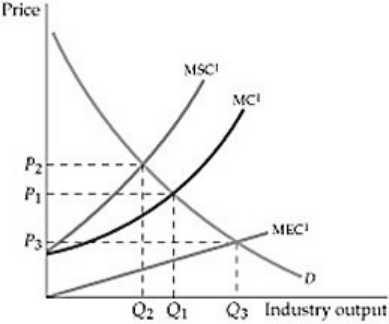 Price
MSC¹
MC¹
P₂
P₁
P₃
MEC¹
D
Q₂ Q₁ Q₃ Industry output